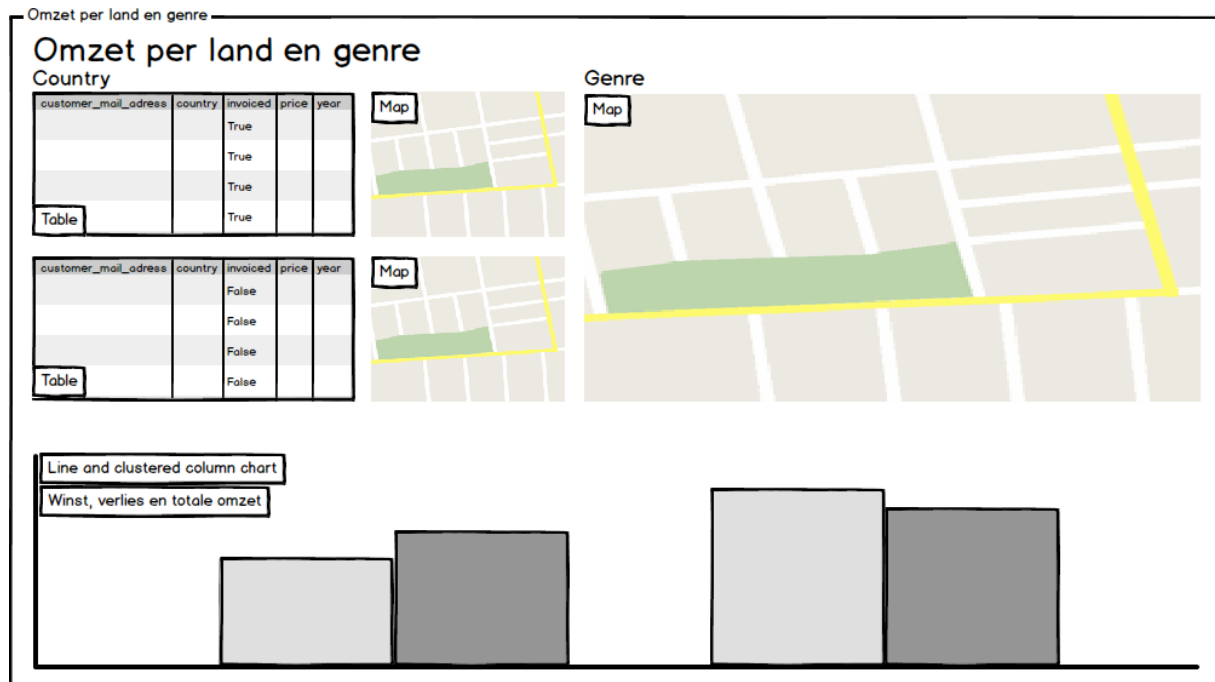 Omzet per land en genre
Omzet per land en genre
Country
customer_mail_adress country invoiced price year
True
True
True
True
Table
Map
customer_mail_adress country invoiced price year
False
False
False
False
Table
Map
Genre
Map
Line and clustered column chart
Winst, verlies en totale omzet